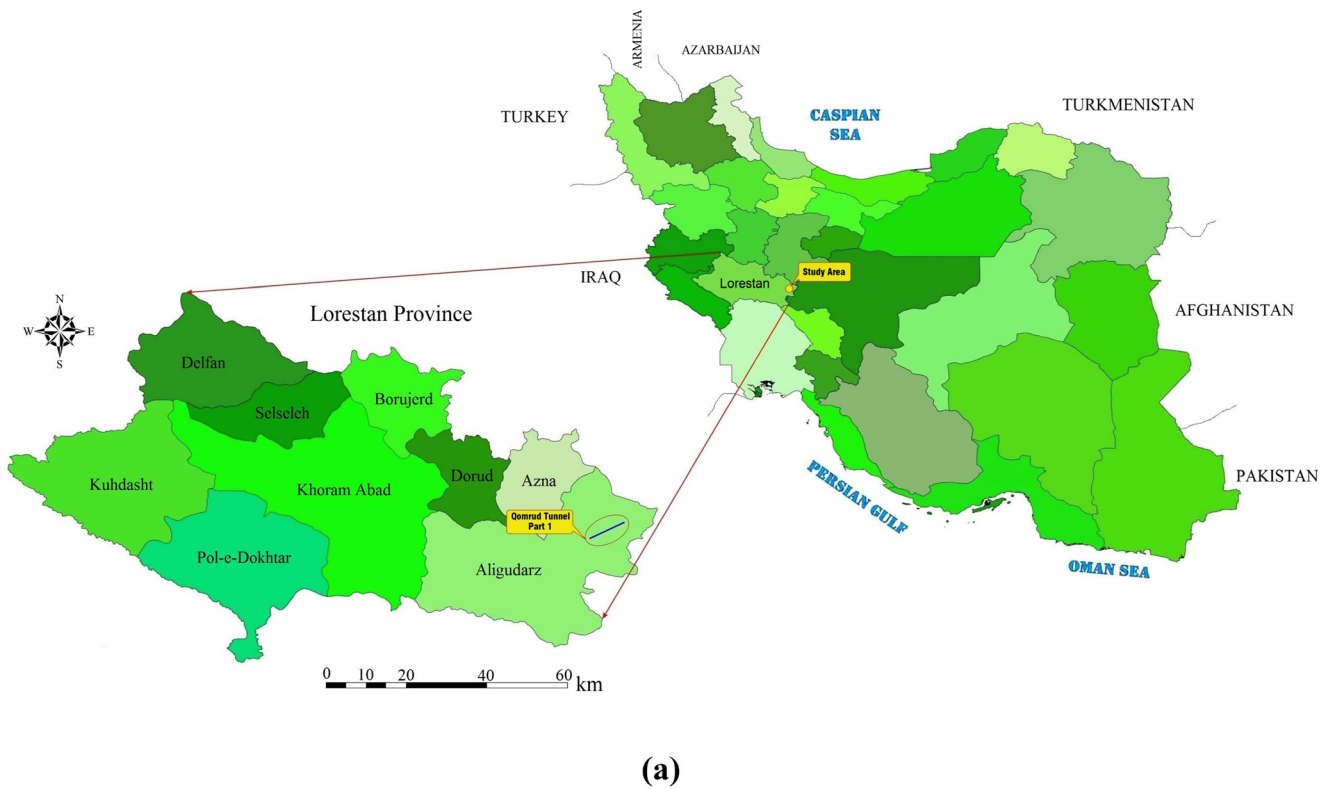 ARMENIA
AZARBAIJAN
TURKEY
CASPIAN
SEA
TURKMENISTAN
IRAQ
Lorestan
Study Area
AFGHANISTAN
PAKISTAN
PERSIAN GULF
OMAN SEA
N
W
E
S
Lorestan Province
Delfan
Selseleh
Borujerd
Kuhdasht
Khoram Abad
Dorud
Azna
Qomrud Tunnel
Part 1
Pol-e-Dokhtar
Aligudarz
0 10 20 40 60
km
(a)